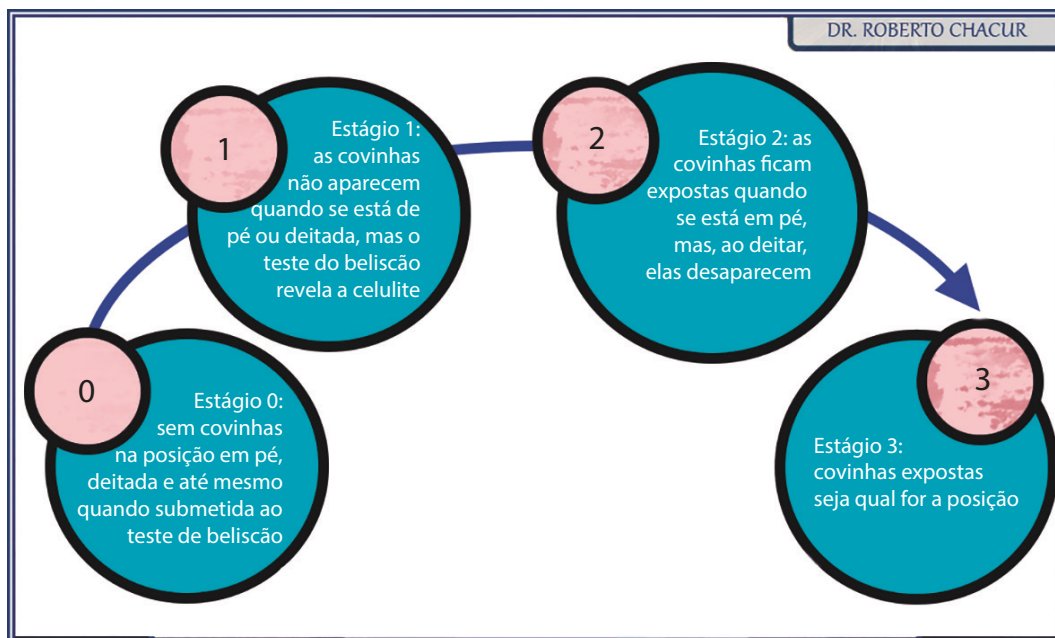 DR. ROBERTO CHACUR
0
Estágio 0:
sem covinhas
na posição em pé,
deitada e até mesmo
quando submetida ao
teste de beliscão
1
Estágio 1:
as covinhas
não aparecem
quando se está de
pé ou deitada, mas o
teste do beliscão
revela a celulite
2
Estágio 2: as
covinhas ficam
expostas quando
se está em pé,
mas, ao deitar,
elas desaparecem
3
Estágio 3:
covinhas expostas
seja qual for a posição